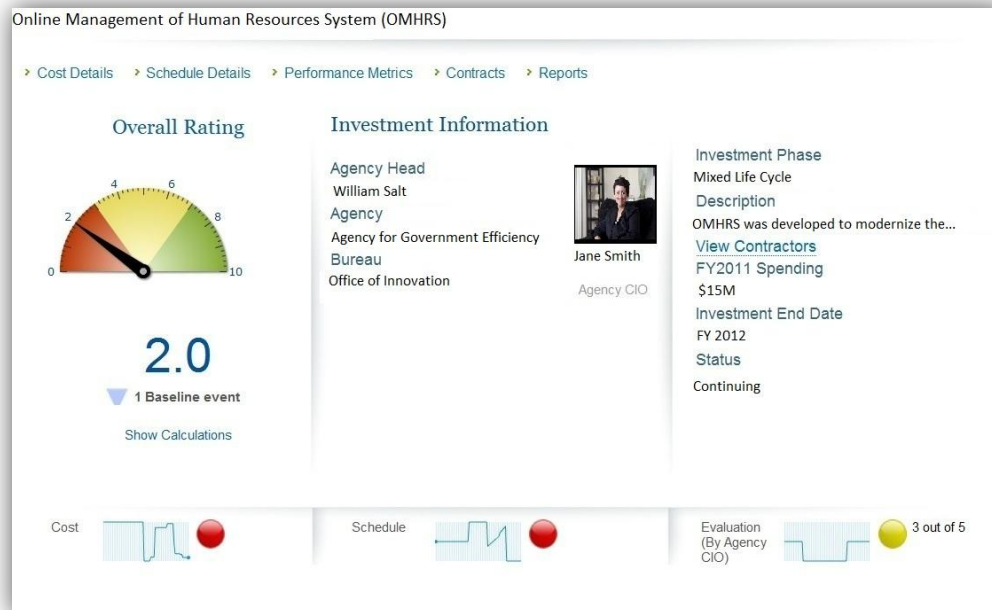 Online Management of Human Resources System (OMHRS)
Cost Details
Schedule Details
Performance Metrics
Contracts
Reports
Overall Rating
0
2
4
6
8
10
2.0
1 Baseline event
Show Calculations
Investment Information
Agency Head
William Salt
Agency
Agency for Government Efficiency
Bureau
Office of Innovation
Jane Smith
Agency CIO
Investment Phase
Mixed Life Cycle
Description
OMHRS was developed to modernize the...
View Contractors
FY2011 Spending
$15M
Investment End Date
FY 2012
Status
Continuing
Cost
Schedule
Evaluation
(By Agency
CIO)
3 out of 5